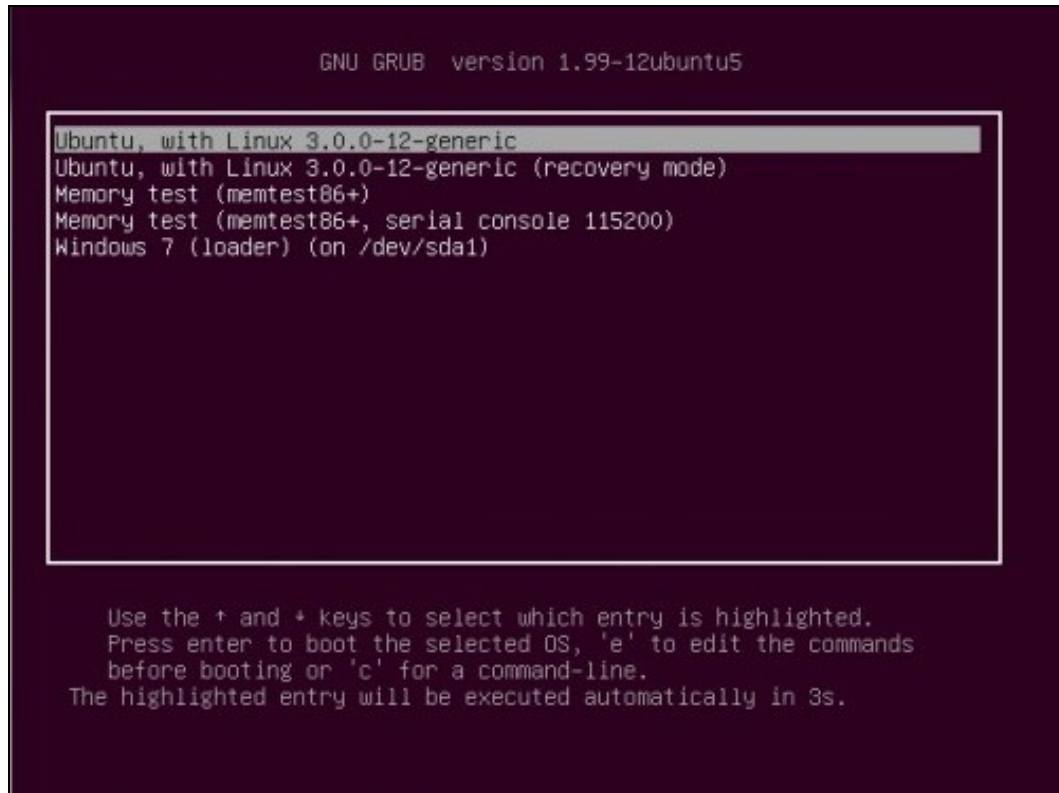 GNU GRUB version 1.99-12ubuntu5
Ubuntu, with Linux 3.0.0-12-generic
Ubuntu, with Linux 3.0.0-12-generic (recovery mode)
Memory test (memtest86+)
Memory test (memtest86+, serial console 115200)
Windows 7 (loader) (on /dev/sda1)
Use the ↑ and ↓ keys to select which entry is highlighted.
Press enter to boot the selected OS, 'e' to edit the commands
before booting or 'c' for a command-line.
The highlighted entry will be executed automatically in 3s.